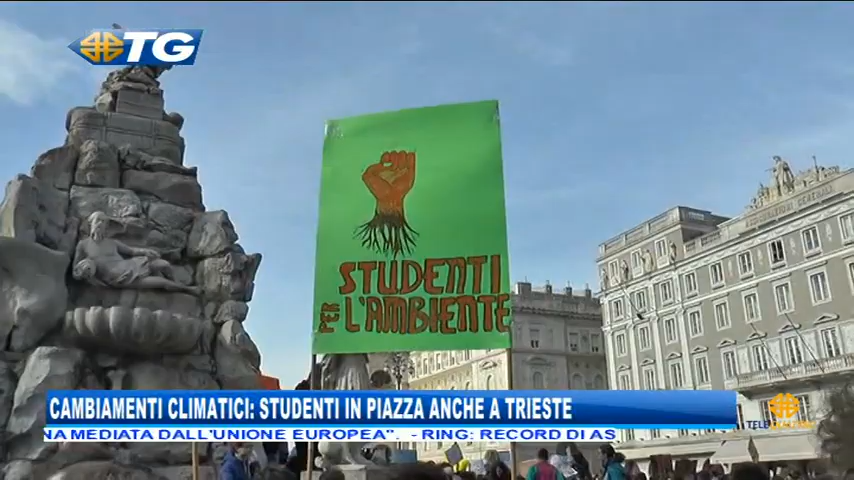 TG
STUDENTI
PER L'AMBIENTE
CAMBIAMENTI CLIMATICI: STUDENTI IN PIAZZA ANCHE A TRIESTE
NA MEDIATA DALL'UNIONE EUROPEA". - RING: RECORD DI AS
TELE